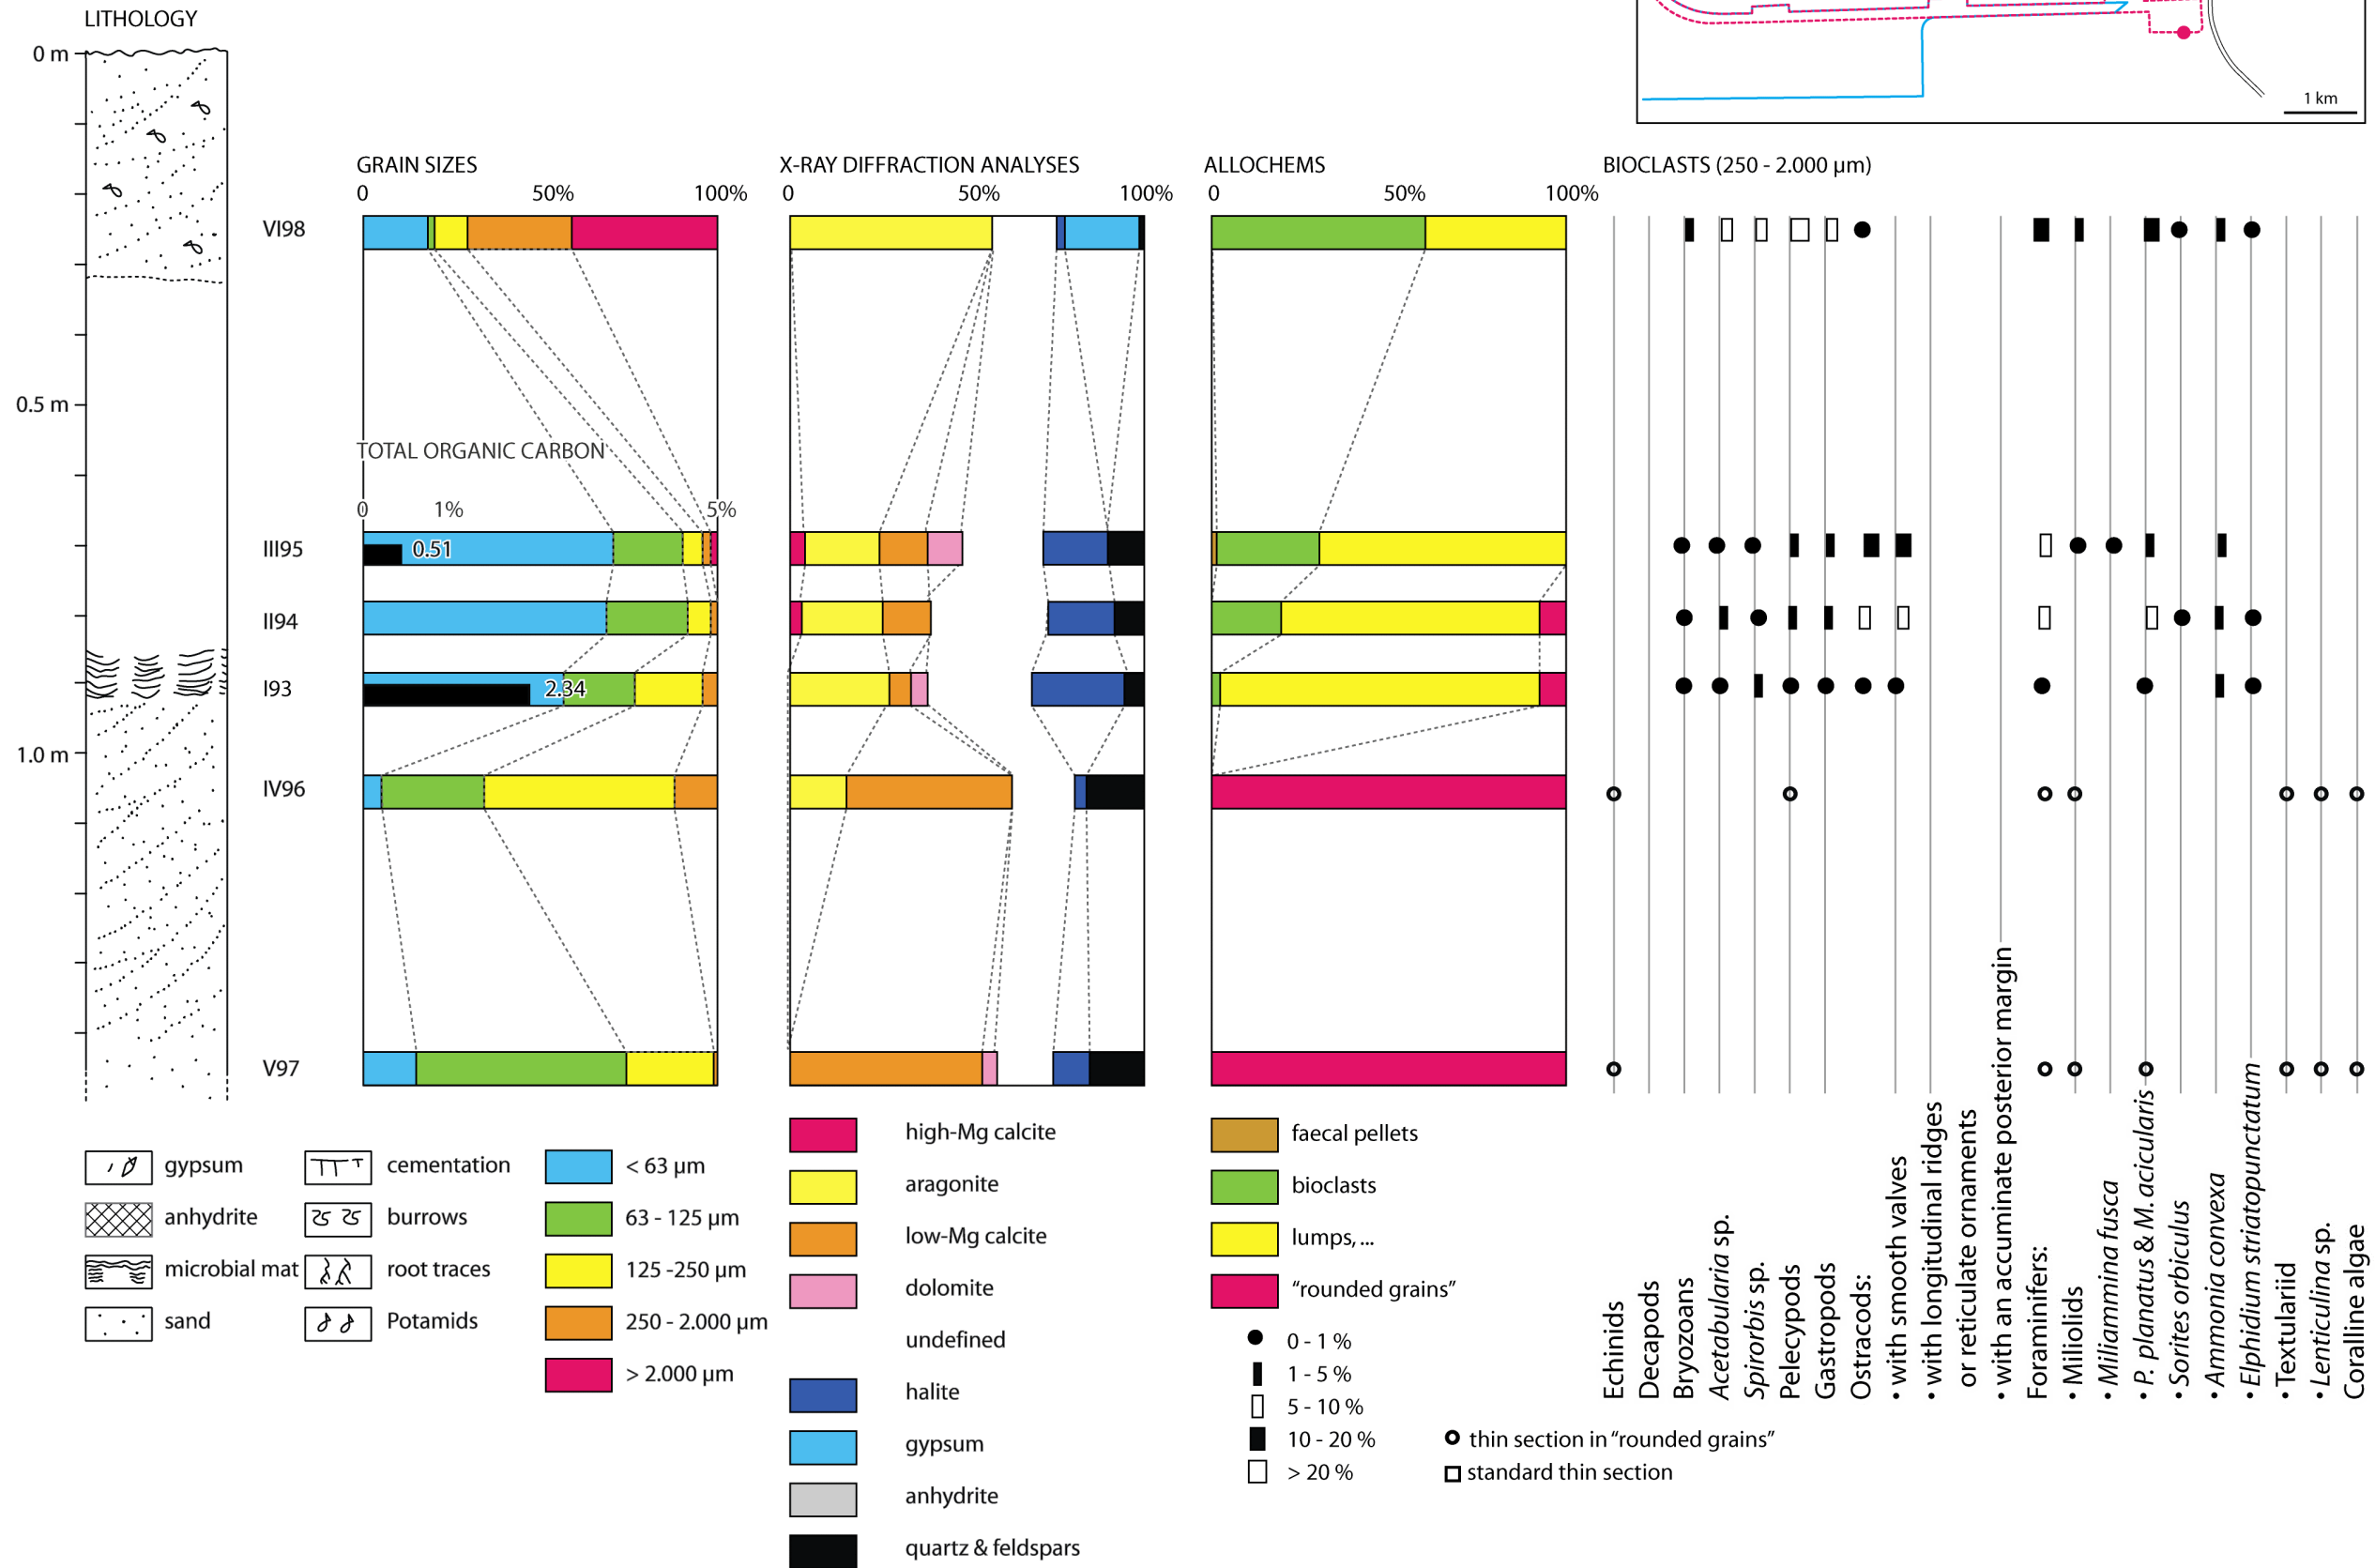 LITHOLOGY
0 m
0.5 m
1.0 m
1 km
GRAIN SIZES
0 50% 100%
X-RAY DIFFRACTION ANALYSES
0 50% 100%
ALLOCHEMS
0 50% 100%
BIOCLASTS (250 - 2.000 µm)
VI98
TOTAL ORGANIC CARBON
0 1% 5%
III95
0.51
II94
I93
2.34
IV96
V97
gypsum
anhydrite
microbial mat
sand
cementation
burrows
root traces
Potamids
< 63 µm
63 - 125 µm
125 -250 µm
250 - 2.000 µm
> 2.000 µm
high-Mg calcite
aragonite
low-Mg calcite
dolomite
undefined
halite
gypsum
anhydrite
quartz & feldspars
faecal pellets
bioclasts
lumps, ...
“rounded grains”
0 - 1 %
1 - 5 %
5 - 10 %
10 - 20 %
> 20 %
thin section in “rounded grains”
standard thin section
Echinids
Decapods
Bryozoans
Acetabularia sp.
Spirorbis sp.
Pelecypods
Gastropods
Ostracods:
• with smooth valves
• with longitudinal ridges
or reticulate ornaments
• with an accuminate posterior margin
Foraminifers:
• Miliolids
• Miliammina fusca
• P. planatus & M. acicularis
• Sorites orbiculus
• Ammonia convexa
• Elphidium striatopunctatum
• Textulariid
• Lenticulina sp.
Coralline algae